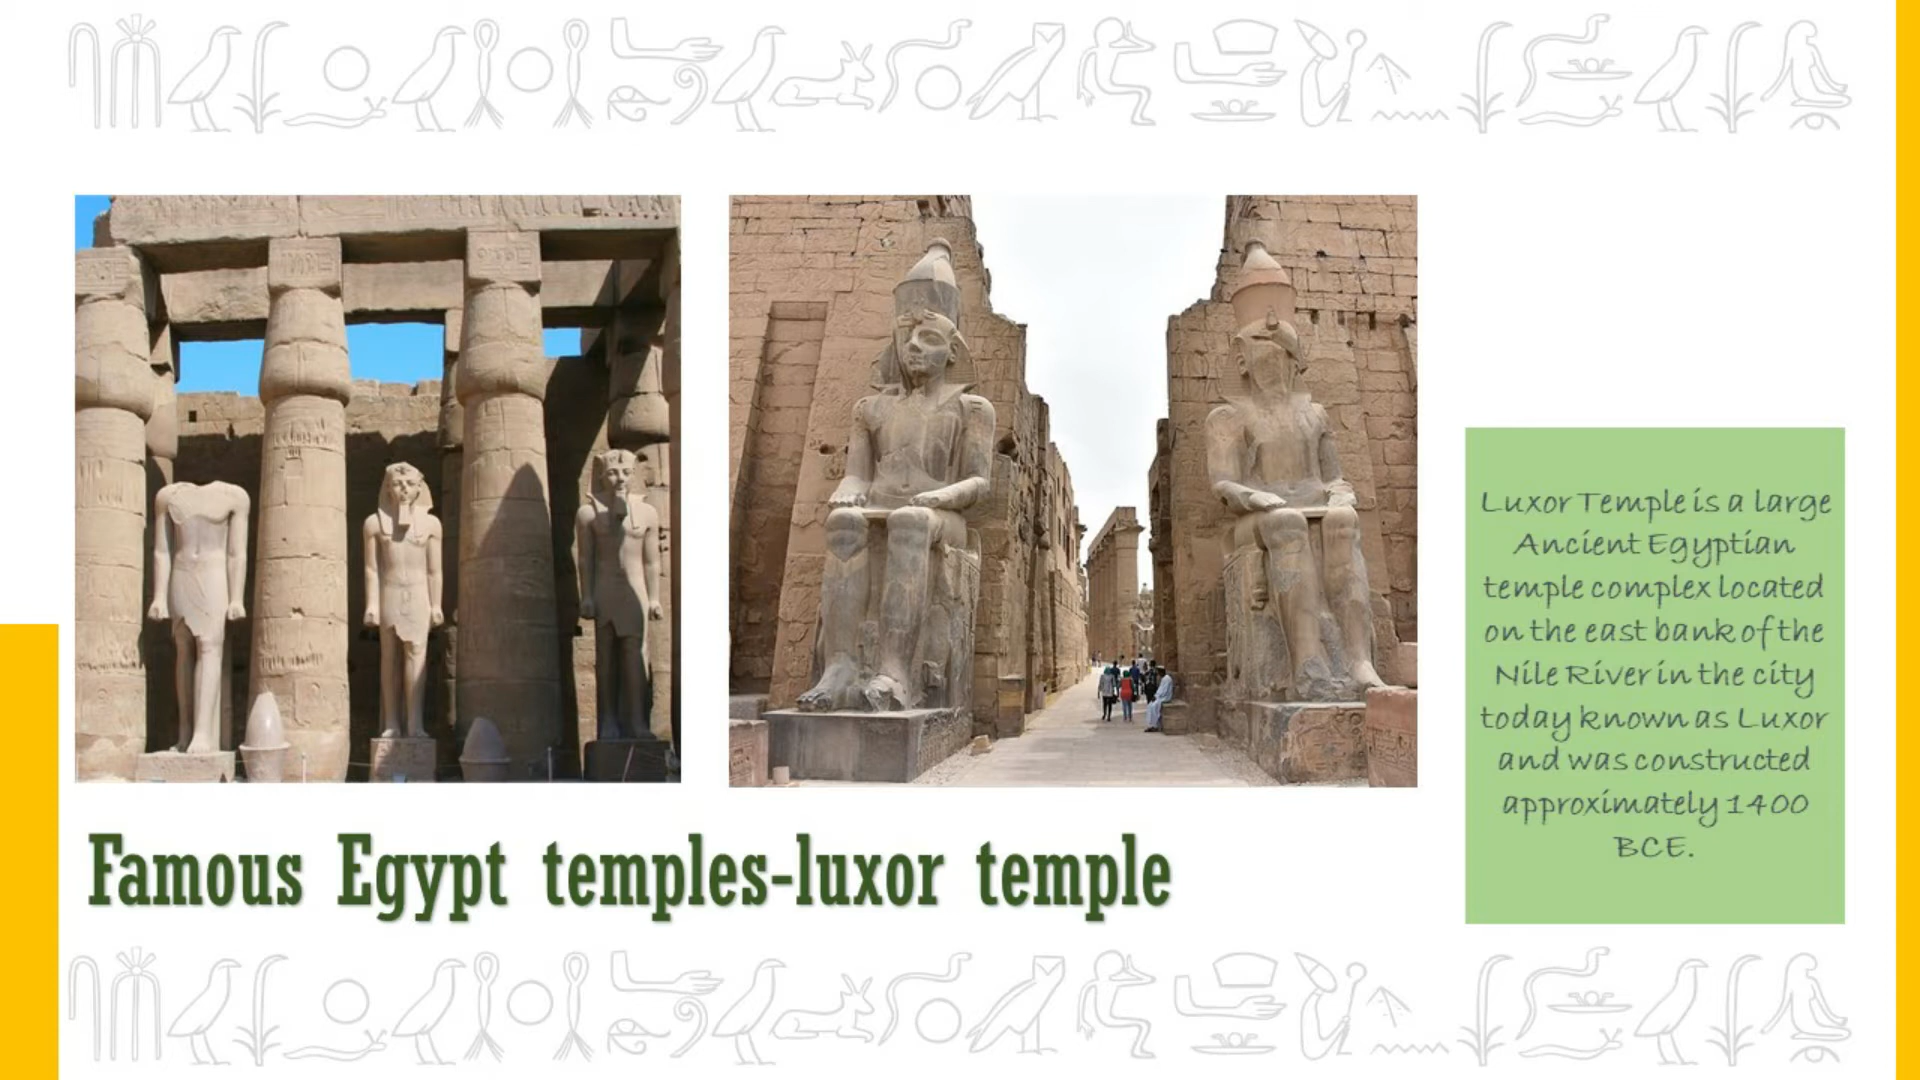 Famous Egypt temples-luxor temple
Luxor Temple is a large
Ancient Egyptian
temple complex located
on the east bank of the
Nile River in the city
today known as Luxor
and was constructed
approximately 1400
BCE.